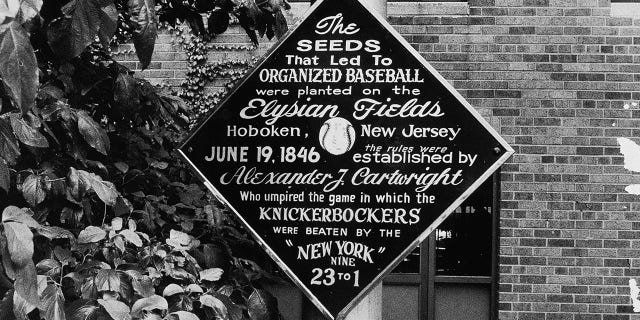 The
SEEDS
That Led To
ORGANIZED BASEBALL
were planted on the
Elysian Fields
Hoboken, New Jersey
JUNE 19, 1846 the rules were established by
Alexander J. Cartwright
Who umpired the game in which the
KNICKERBOCKERS
WERE BEATEN BY THE
"NEW YORK"
NINE
23 TO 1